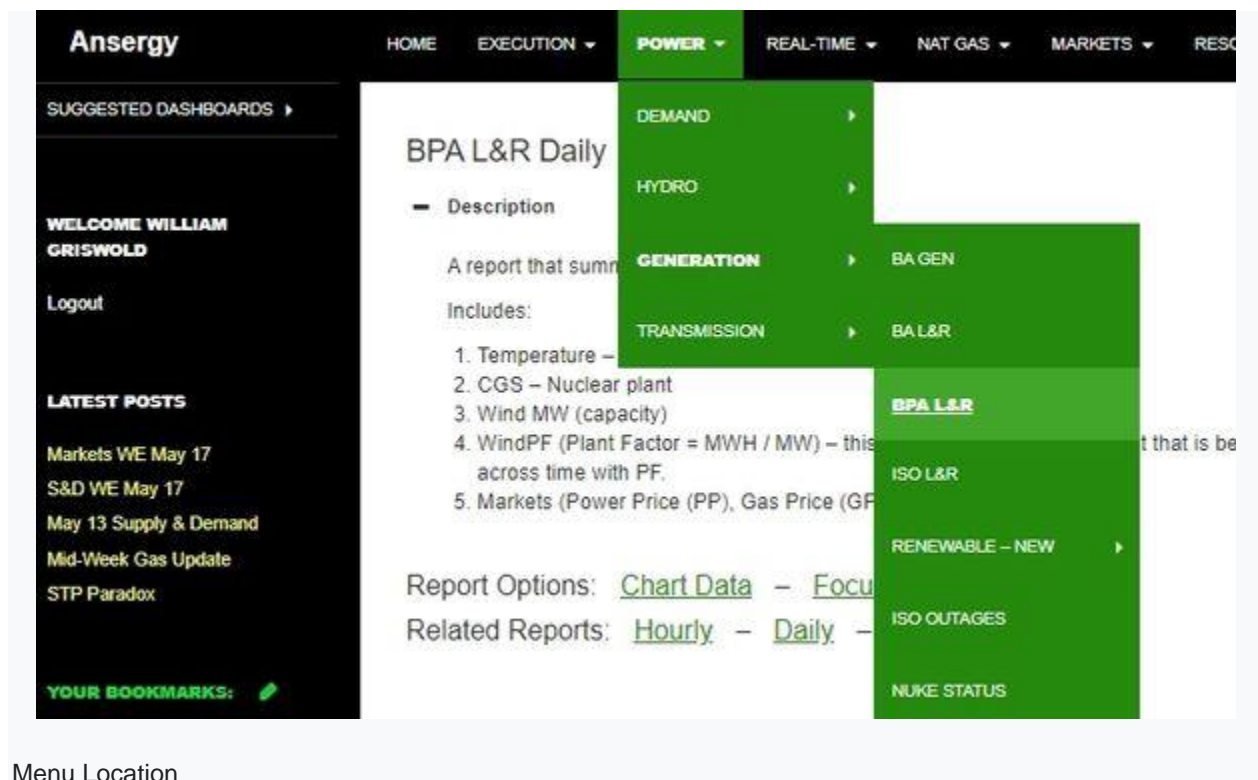 Ansergy
HOME EXECUTION POWER REAL-TIME NAT GAS MARKETS
SUGGESTED DASHBOARDS
WELCOME WILLIAM
GRISWOLD
Logout
LATEST POSTS
Markets WE May 17
S&D WE May 17
May 13 Supply & Demand
Mid-Week Gas Update
STP Paradox
YOUR BOOKMARKS:
BPA L&R Daily
Description
A report that
Includes:
1. Temperature –
2. CGS – Nuclear plant
3. Wind MW (capacity)
4. WindPF (Plant Factor = MWH / MW) – this t that is be
across time with PF.
5. Markets (Power Price (PP), Gas Price
Report Options: Chart Data –
Related Reports: Hourly – Daily –
DEMAND
HYDRO
GENERATION
TRANSMISSION
BA GEN
BA L&R
BPA L&R
ISO L&R
RENEWABLE – NEW
ISO OUTAGES
NUKE STATUS
Menu Location